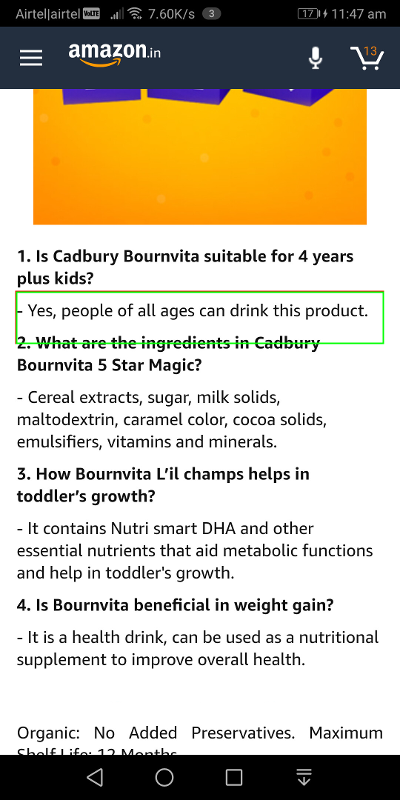 Airtel|airtel VoLTE 7.60K/s 3 17 11:47 am
amazon.in 13
1. Is Cadbury Bournvita suitable for 4 years
plus kids?
- Yes, people of all ages can drink this product.
2. What are the ingredients in Cadbury
Bournvita 5 Star Magic?
- Cereal extracts, sugar, milk solids,
maltodextrin, caramel color, cocoa solids,
emulsifiers, vitamins and minerals.
3. How Bournvita L'il champs helps in
toddler's growth?
- It contains Nutri smart DHA and other
essential nutrients that aid metabolic functions
and help in toddler's growth.
4. Is Bournvita beneficial in weight gain?
- It is a health drink, can be used as a nutritional
supplement to improve overall health.
Organic: No Added Preservatives. Maximum
Shelf Life: 12 Months